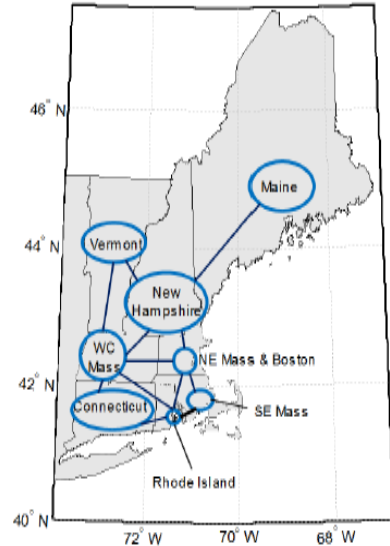 46° N
Maine
44° N
Vermont
New
Hampshire
WC
Mass
NE Mass & Boston
42° N
Connecticut
SE Mass
Rhode Island
40° N
72° W
70° W
68° W